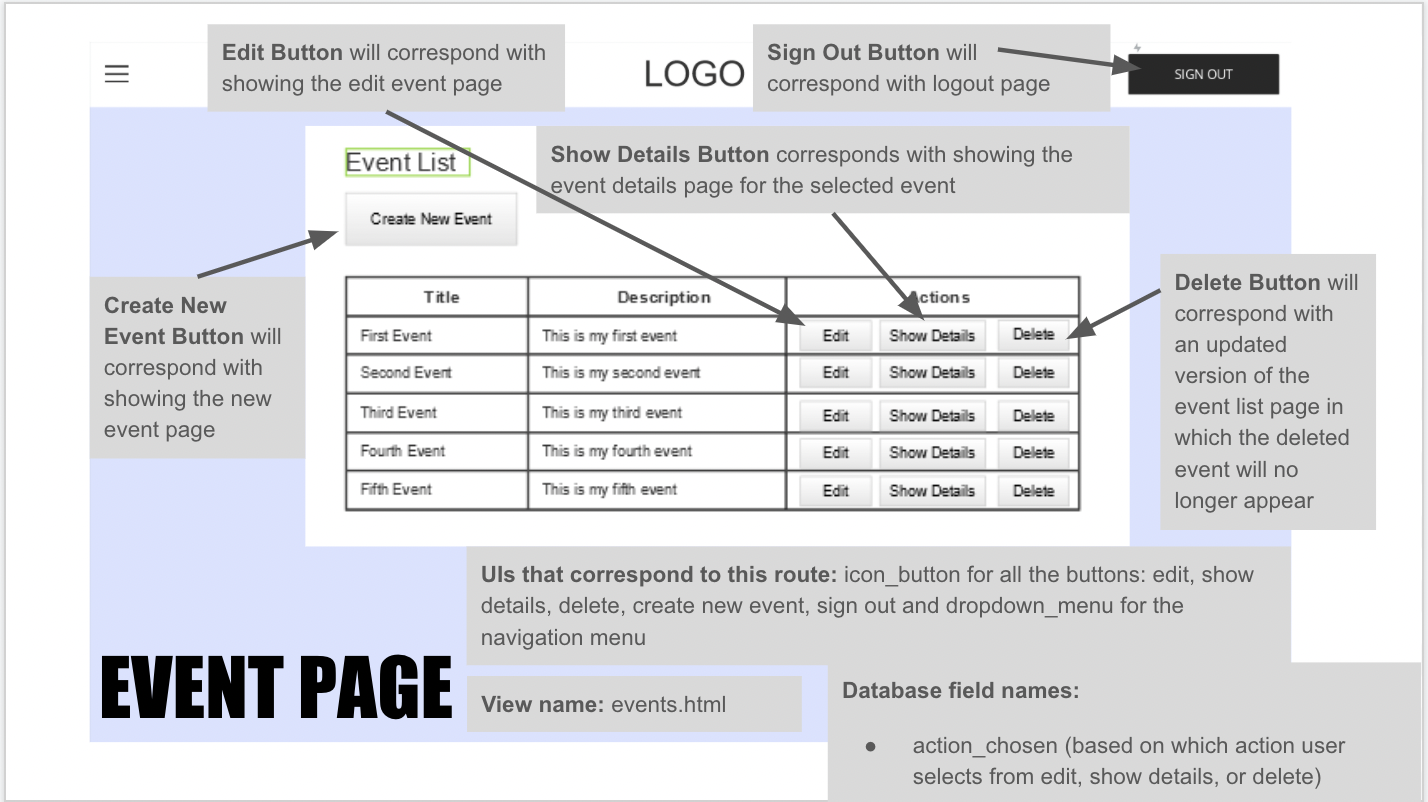 Edit Button will correspond with
showing the edit event page
LOGO
Sign Out Button will
correspond with logout page
SIGN OUT
Event List
Show Details Button corresponds with showing the
event details page for the selected event
Create New Event
Create New
Event Button will
correspond with
showing the new
event page
Title Description Actions
First Event This is my first event Edit Show Details Delete
Second Event This is my second event Edit Show Details Delete
Third Event This is my third event Edit Show Details Delete
Fourth Event This is my fourth event Edit Show Details Delete
Fifth Event This is my fifth event Edit Show Details Delete
Delete Button will
correspond with
an updated
version of the
event list page in
which the deleted
event will no
longer appear
UIs that correspond to this route: icon_button for all the buttons: edit, show
details, delete, create new event, sign out and dropdown_menu for the
navigation menu
EVENT PAGE
View name: events.html
Database field names:
● action_chosen (based on which action user
selects from edit, show details, or delete)